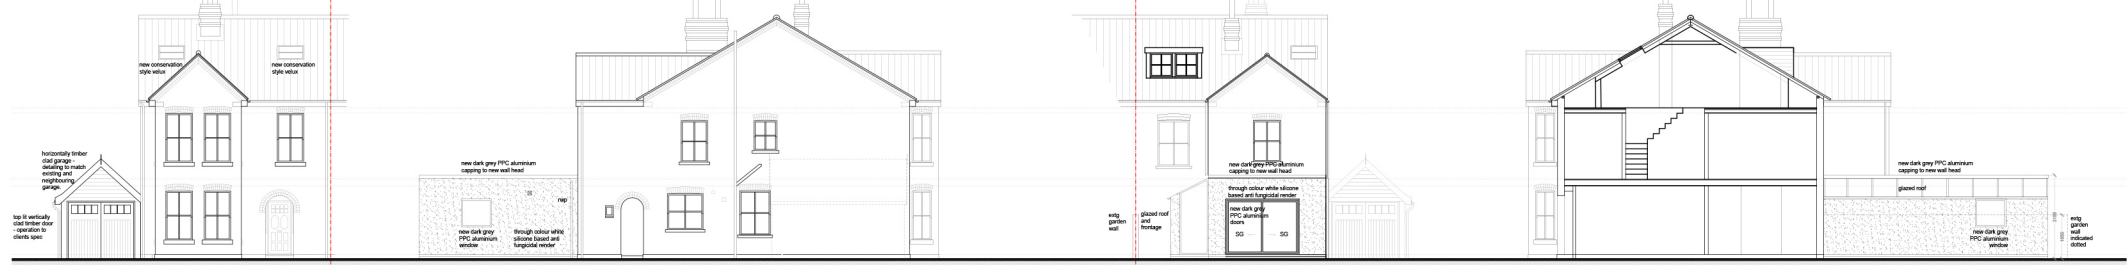 new conservation
style velux
new conservation
style velux
horizontally timber
clad garage -
detailing to match
existing and
neighbouring
garage.
top lit vertically
clad timber door
- operation to
clients spec
new dark grey PPC aluminium
capping to new wall head
rwp
new dark grey
PPC aluminium
window
through colour white
silicone based anti
fungicidal render
new dark grey PPC aluminium
capping to new wall head
through colour white silicone
based anti fungicidal render
new dark grey
PPC aluminium
doors
SG
SG
extg
garden
wall
glazed roof
and
frontage
new dark grey PPC aluminium
capping to new wall head
glazed roof
new dark grey
PPC aluminium
window
extg
garden
wall
indicated
dotted